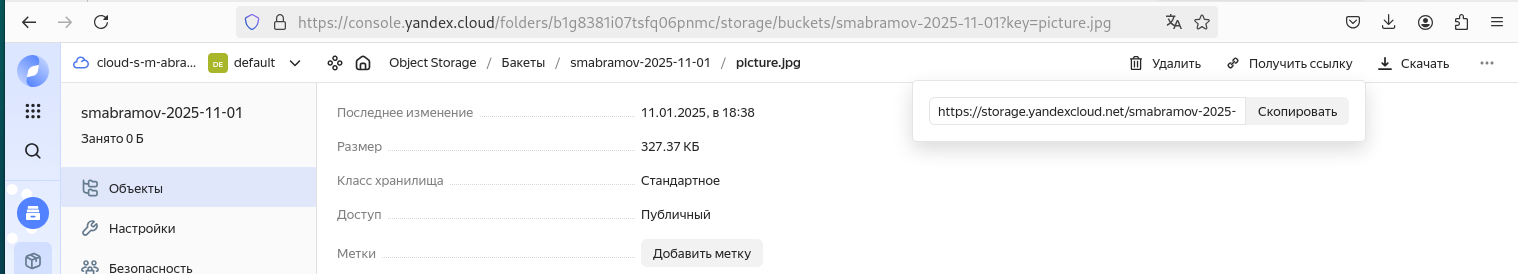 https://console.yandex.cloud/folders/b1g8381i07tsfq06pnmc/storage/buckets/smabramov-2025-11-01?key=picture.jpg
cloud-s-m-abra... DE default Object Storage / Бакеты / smabramov-2025-11-01 / picture.jpg Удалить Получить ссылку Скачать
smabramov-2025-11-01
Занято 0 Б
Объекты
Настройки
Безопасность
Последнее изменение 11.01.2025, в 18:38
Размер 327.37 КБ
Класс хранилища Стандартное
Доступ Публичный
Метки Добавить метку
https://storage.yandexcloud.net/smabramov-2025- Скопировать